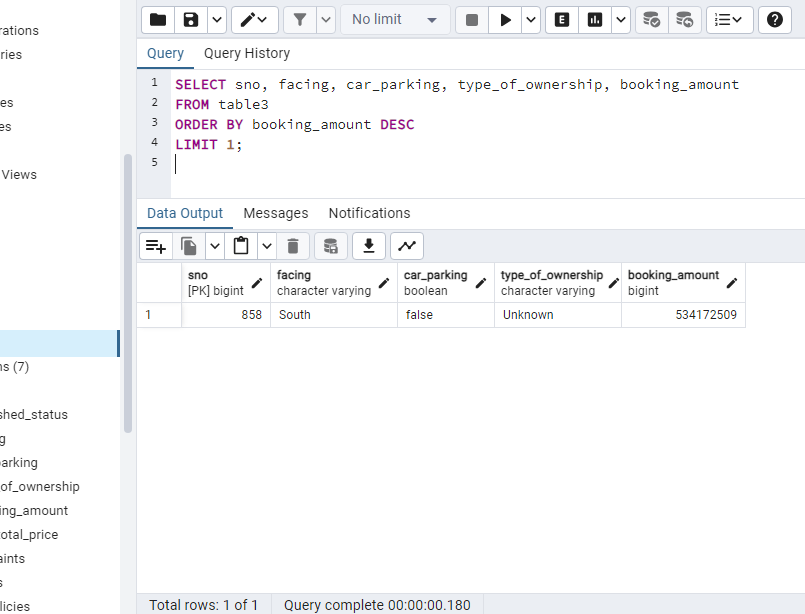 No limit
E
Query
Query History
1 SELECT sno, facing, car_parking, type_of_ownership, booking_amount
2 FROM table3
3 ORDER BY booking_amount DESC
4 LIMIT 1;
5
rations
ries
es
es
Views
ns (7)
shed_status
g
arking
of_ownership
ing_amount
otal_price
aints
s
licies
Data Output
Messages
Notifications
sno
[PK] bigint
facing
character varying
car_parking
boolean
type_of_ownership
character varying
booking_amount
bigint
1 858 South false Unknown 534172509
Total rows: 1 of 1
Query complete 00:00:00.180